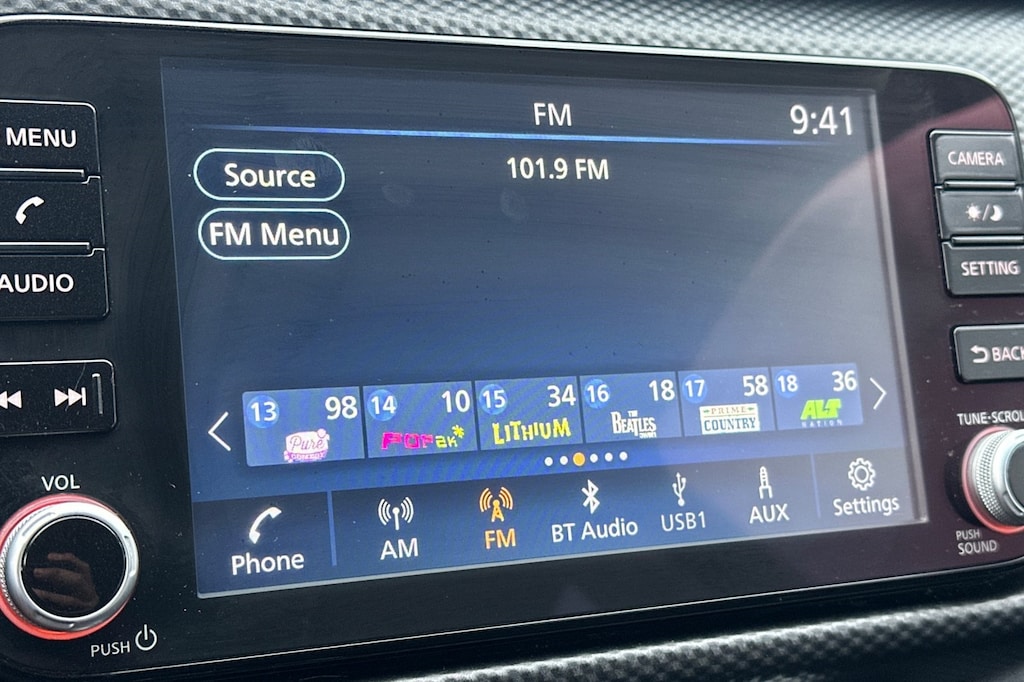 FM
9:41
101.9 FM
Source
FM Menu
13 98
Pure
COMEDY
14 10
POP2K*
15 34
LITHIUM
16 18
THE
BEATLES
17 58
PRIME
COUNTRY
18 36
ALT
NATION
Phone
AM
FM
BT Audio
USB1
AUX
Settings
MENU
AUDIO
VOL
PUSH
CAMERA
SETTING
BACK
TUNE·SCROLL
PUSH
SOUND